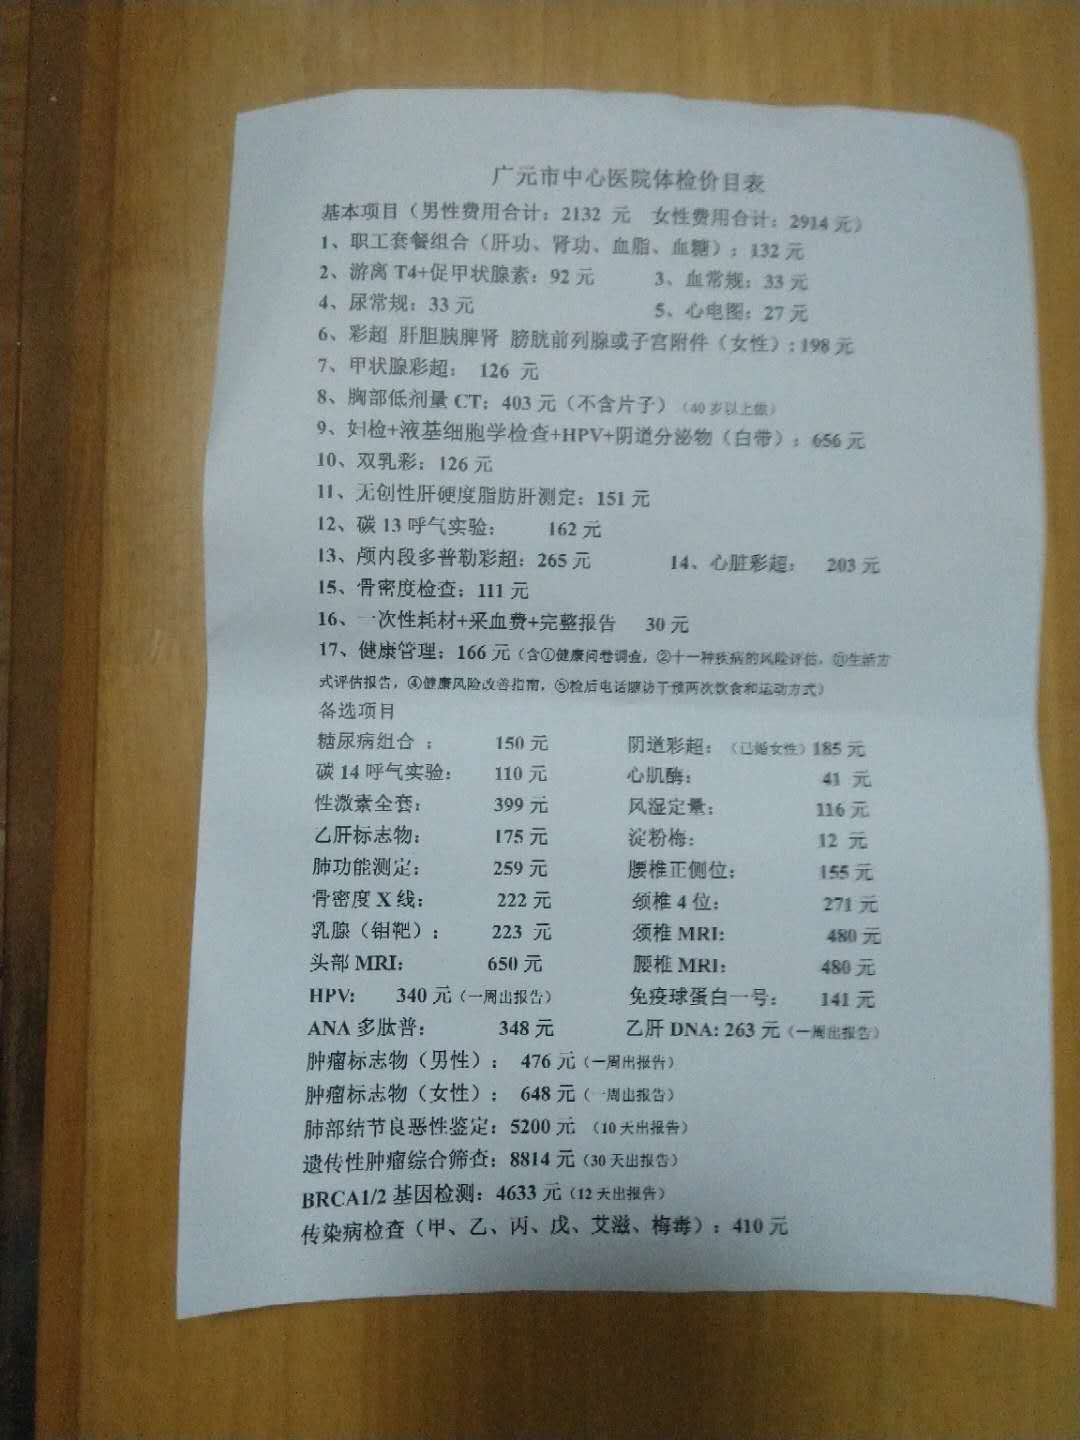 广元市中心医院体检价目表
基本项目（男性费用合计：2132 元 女性费用合计：2914 元）
1、职工套餐组合（肝功、肾功、血脂、血糖）：132 元
2、游离 T4+促甲状腺素：92 元 3、血常规：33 元
4、尿常规：33 元 5、心电图：27 元
6、彩超 肝胆胰脾肾 膀胱前列腺或子宫附件（女性）：198 元
7、甲状腺彩超： 126 元
8、胸部低剂量 CT：403 元（不含片子）（40 岁以上做）
9、妇检+液基细胞学检查+HPV+阴道分泌物（白带）：656 元
10、双乳彩：126 元
11、无创性肝硬度脂肪肝测定：151 元
12、碳 13 呼气实验： 162 元
13、颅内段多普勒彩超：265 元 14、心脏彩超： 203 元
15、骨密度检查：111 元
16、一次性耗材+采血费+完整报告 30 元
17、健康管理：166 元（含①健康问卷调查，②十一种疾病的风险评估，③生活方
式评估报告，④健康风险改善指南，⑤检后电话随访干预两次饮食和运动方式）
备选项目
糖尿病组合 ： 150 元 阴道彩超：（已婚女性）185 元
碳 14 呼气实验： 110 元 心肌酶： 41 元
性激素全套： 399 元 风湿定量： 116 元
乙肝标志物： 175 元 淀粉梅： 12 元
肺功能测定： 259 元 腰椎正侧位： 155 元
骨密度 X 线： 222 元 颈椎 4 位： 271 元
乳腺（钼靶）： 223 元 颈椎 MRI: 480 元
头部 MRI： 650 元 腰椎 MRI： 480 元
HPV: 340 元（一周出报告） 免疫球蛋白一号： 141 元
ANA 多肽普： 348 元 乙肝 DNA: 263 元（一周出报告）
肿瘤标志物（男性）： 476 元（一周出报告）
肿瘤标志物（女性）： 648 元（一周出报告）
肺部结节良恶性鉴定：5200 元 （10 天出报告）
遗传性肿瘤综合筛查：8814 元（30 天出报告）
BRCA1/2 基因检测：4633 元（12 天出报告）
传染病检查（甲、乙、丙、戊、艾滋、梅毒）：410 元